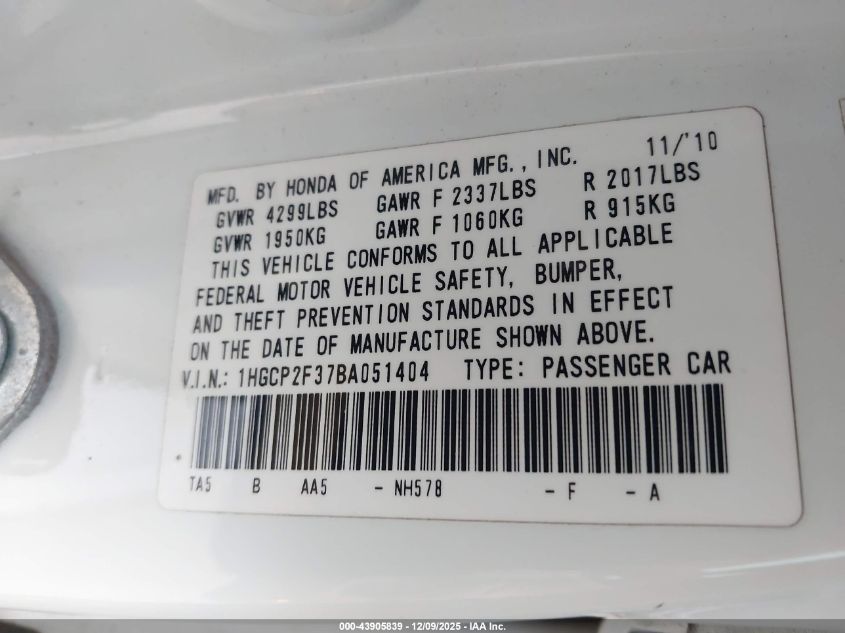 MFD. BY HONDA OF AMERICA MFG., INC. 11/'10
GVWR 4299LBS GAWR F 2337LBS R 2017LBS
GVWR 1950KG GAWR F 1060KG R 915KG
THIS VEHICLE CONFORMS TO ALL APPLICABLE
FEDERAL MOTOR VEHICLE SAFETY, BUMPER,
AND THEFT PREVENTION STANDARDS IN EFFECT
ON THE DATE OF MANUFACTURE SHOWN ABOVE.
V.I.N.: 1HGCP2F37BA051404 TYPE: PASSENGER CAR
TA5 B AA5 - NH578 - F - A
000-43905839 - 12/09/2025 - IAA Inc.